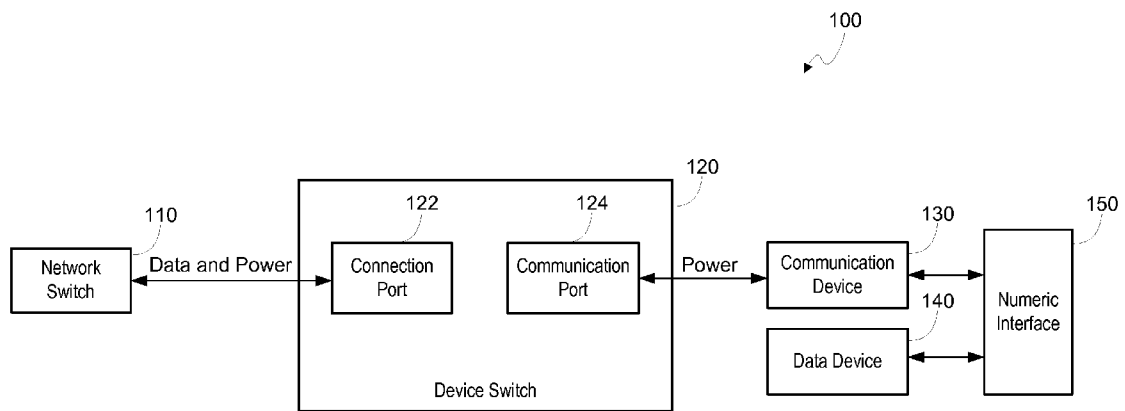 100
120
122
124
110
130
150
Network
Switch
Data and Power
Connection
Port
Communication
Port
Power
Communication
Device
140
Numeric
Interface
Data Device
Device Switch